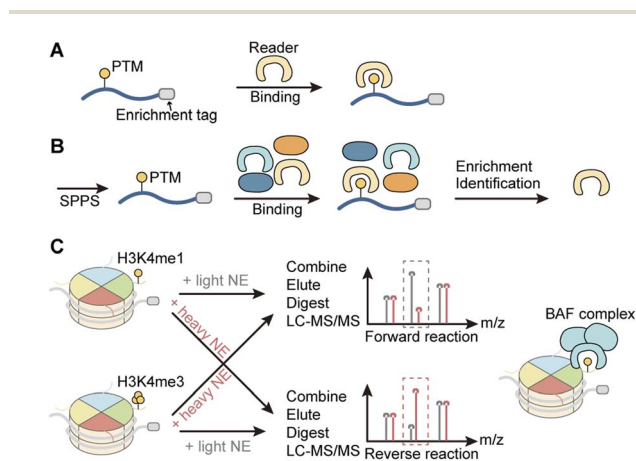 A
PTM
Enrichment tag
Reader
Binding
B
SPPS
PTM
Binding
Enrichment
Identification
C
H3K4me1
+ light NE
+ heavy NE
H3K4me3
+ heavy NE
+ light NE
Combine
Elute
Digest
LC-MS/MS
m/z
Forward reaction
Combine
Elute
Digest
LC-MS/MS
m/z
Reverse reaction
BAF complex